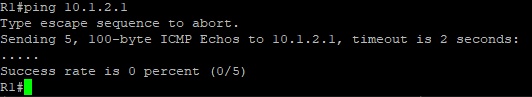 R1#ping 10.1.2.1
Type escape sequence to abort.
Sending 5, 100-byte ICMP Echos to 10.1.2.1, timeout is 2 seconds:
.....
Success rate is 0 percent (0/5)
R1#